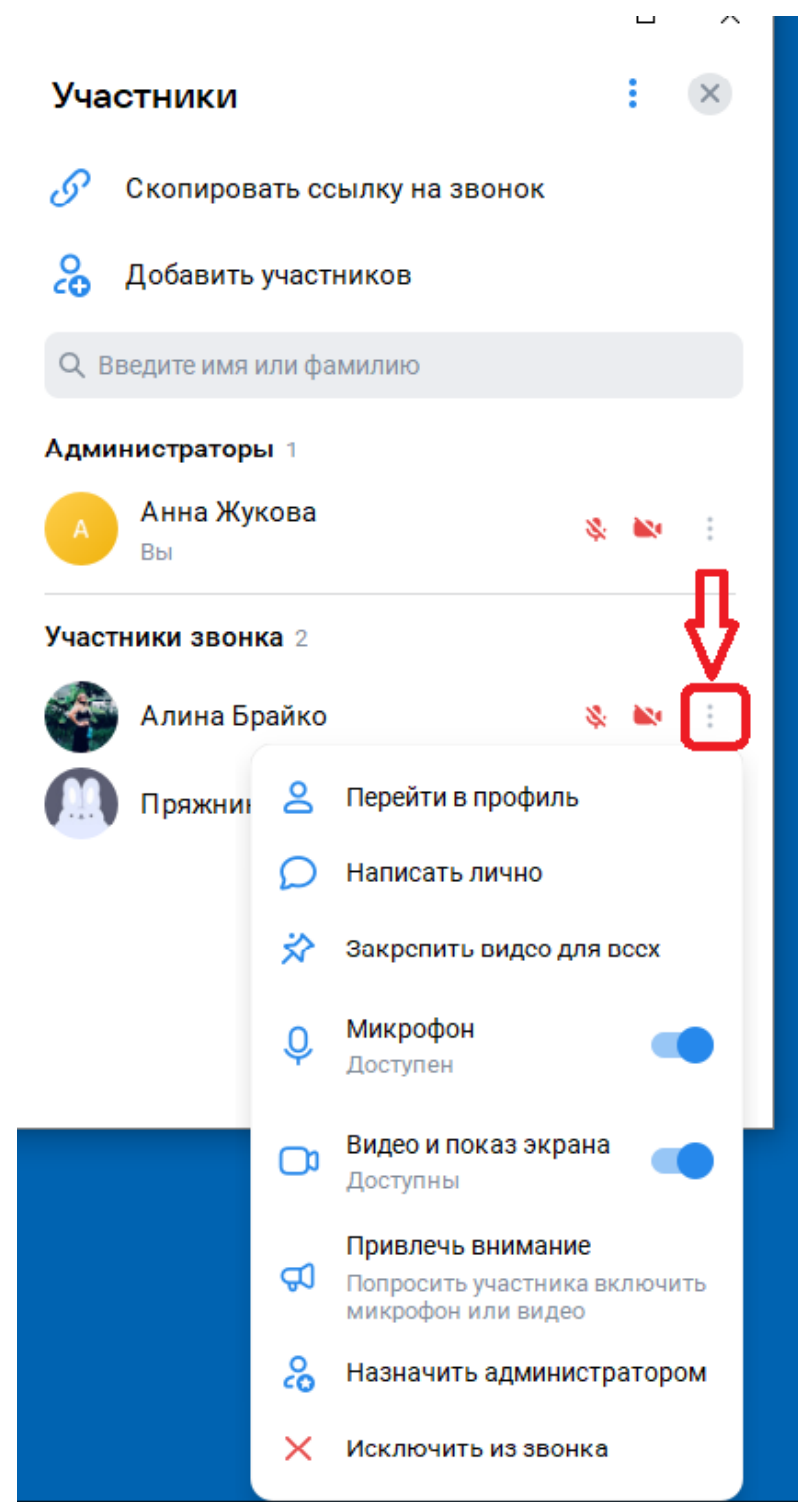 Участники
Скопировать ссылку на звонок
Добавить участников
Введите имя или фамилию
Администраторы 1
А
Анна Жукова
Вы
Участники звонка 2
Алина Брайко
Перейти в профиль
Написать лично
Закрепить видео для всех
Микрофон
Доступен
Видео и показ экрана
Доступны
Привлечь внимание
Попросить участника включить
микрофон или видео
Назначить администратором
Исключить из звонка